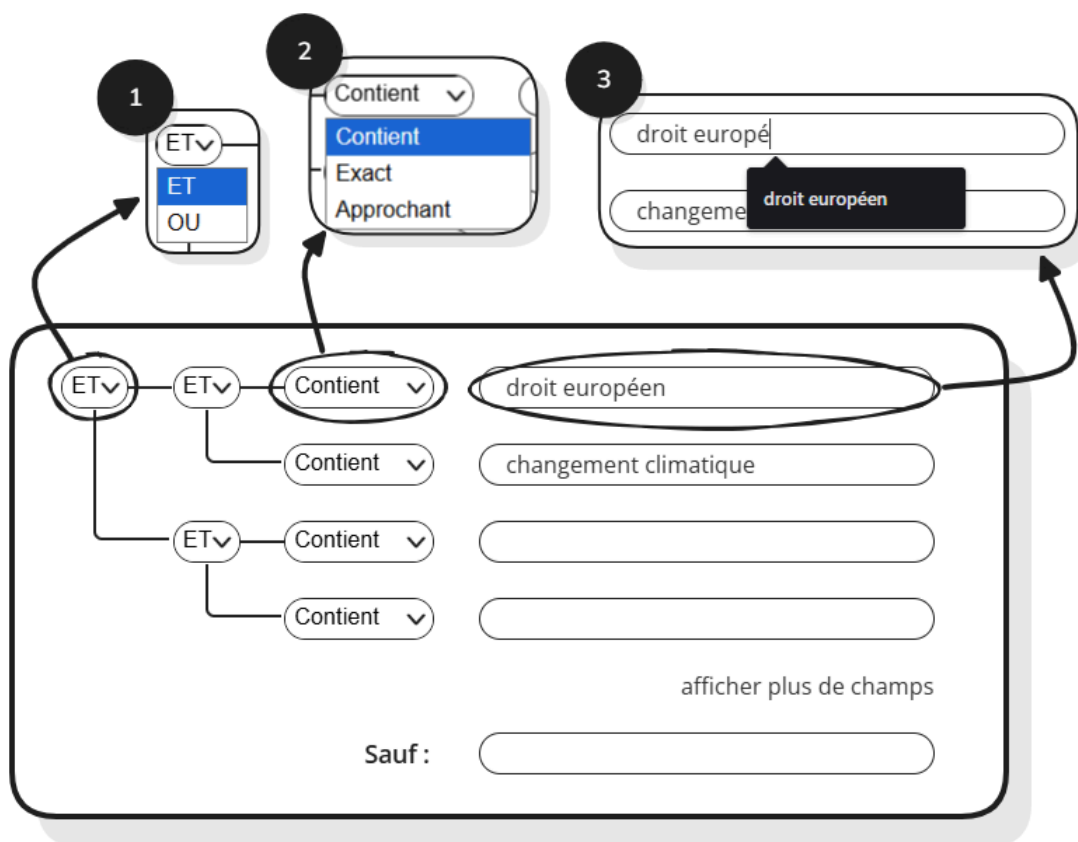 1
ET
ET
OU
2
Contient
Contient
Exact
Approchant
3
droit europé
changeme
droit européen
ET ET Contient droit européen
Contient changement climatique
ET Contient
Contient
afficher plus de champs
Sauf :